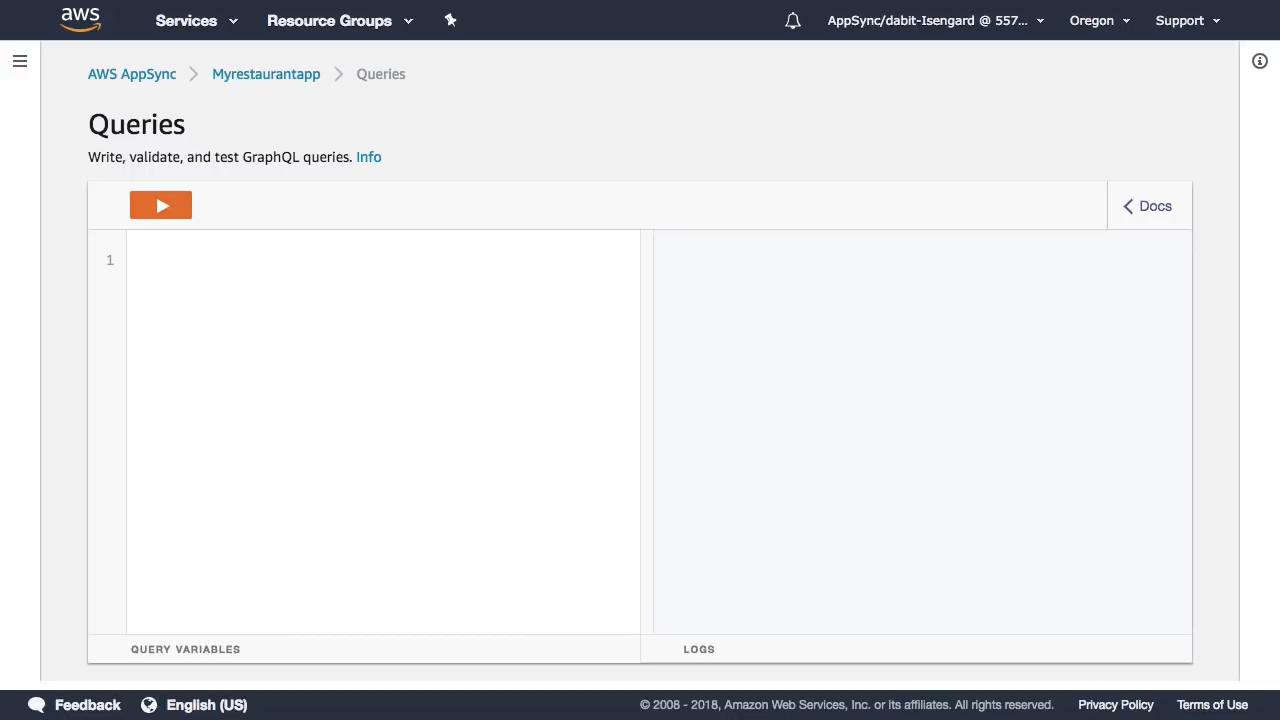 aws Services Resource Groups AppSync/dabit-Isengard @ 557... Oregon Support
AWS AppSync Myrestaurantapp Queries
Queries
Write, validate, and test GraphQL queries. Info
Docs
1
QUERY VARIABLES LOGS
Feedback English (US) © 2008 - 2018, Amazon Web Services, Inc. or its affiliates. All rights reserved. Privacy Policy Terms of Use